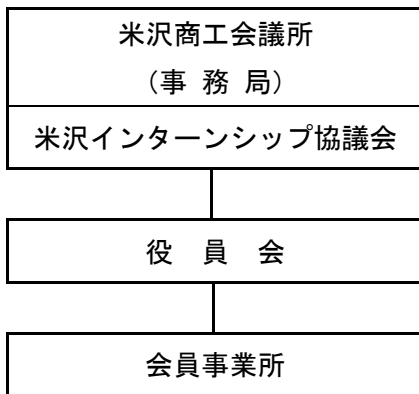 米沢商工会議所
（事 務 局）
米沢インターンシップ協議会
役　員　会
会員事業所